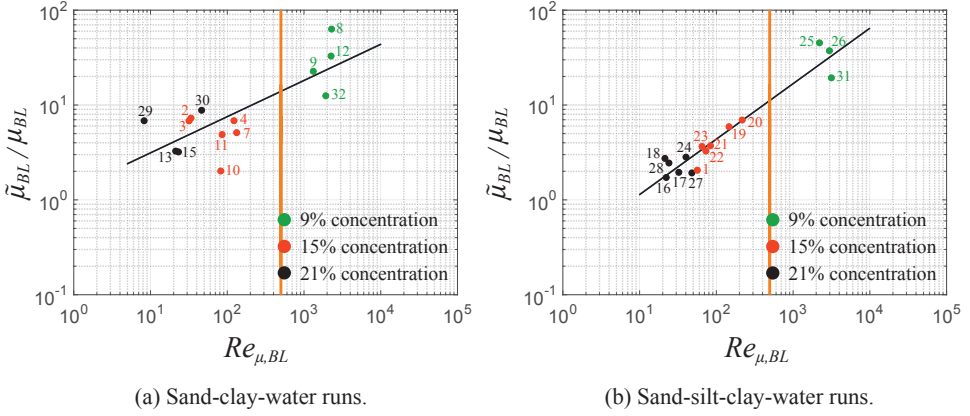 10^2
10^1
10^0
10^-1
μ̃_BL / μ_BL
8
12
9
32
30
29
2
3
4
7
11
13
15
10
9% concentration
15% concentration
21% concentration
10^0 10^1 10^2 10^3 10^4 10^5
Re_μ,BL
(a) Sand-clay-water runs.
10^2
10^1
10^0
10^-1
μ̃_BL / μ_BL
25 26
31
20
19
23
21
22
24
18
28
1
16 17 27
9% concentration
15% concentration
21% concentration
10^0 10^1 10^2 10^3 10^4 10^5
Re_μ,BL
(b) Sand-silt-clay-water runs.